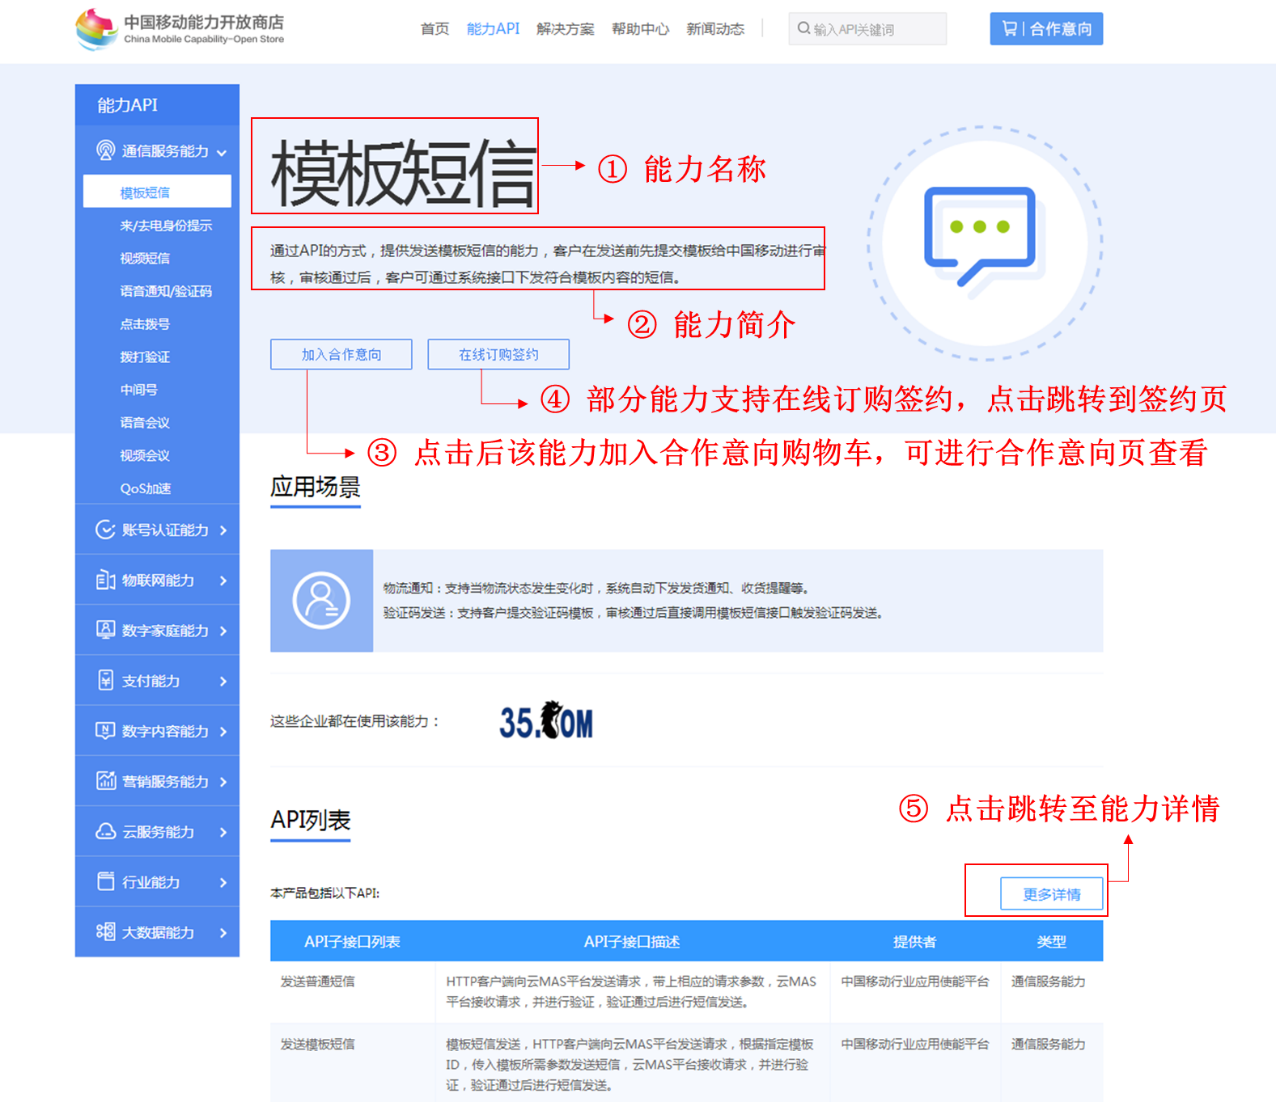 中国移动能力开放商店
China Mobile Capability-Open Store
首页 能力API 解决方案 帮助中心 新闻动态
输入API关键词
合作意向
能力API
通信服务能力
模板短信
来/去电身份提示
视频短信
语音通知/验证码
点击拨号
拨打验证
中间号
语音会议
视频会议
QoS加速
账号认证能力
物联网能力
数字家庭能力
支付能力
数字内容能力
营销服务能力
云服务能力
行业能力
大数据能力
模板短信
① 能力名称
通过API的方式，提供发送模板短信的能力，客户在发送前先提交模板给中国移动进行审
核，审核通过后，客户可通过系统接口下发符合模板内容的短信。
② 能力简介
加入合作意向 在线订购签约
④ 部分能力支持在线订购签约，点击跳转到签约页
③ 点击后该能力加入合作意向购物车，可进行合作意向页查看
应用场景
物流通知：支持当物流状态发生变化时，系统自动下发发货通知、收货提醒等。
验证码发送：支持客户提交验证码模板，审核通过后直接调用模板短信接口触发验证码发送。
这些企业都在使用该能力：
35.COM
⑤ 点击跳转至能力详情
API列表
本产品包括以下API:
更多详情
API子接口列表 API子接口描述 提供者 类型
发送普通短信 HTTP客户端向云MAS平台发送请求，带上相应的请求参数，云MAS 中国移动行业应用使能平台 通信服务能力
平台接收请求，并进行验证，验证通过后进行短信发送。
发送模板短信 模板短信发送，HTTP客户端向云MAS平台发送请求，根据指定模板 中国移动行业应用使能平台 通信服务能力
ID，传入模板所需参数发送短信，云MAS平台接收请求，并进行验
证，验证通过后进行短信发送。